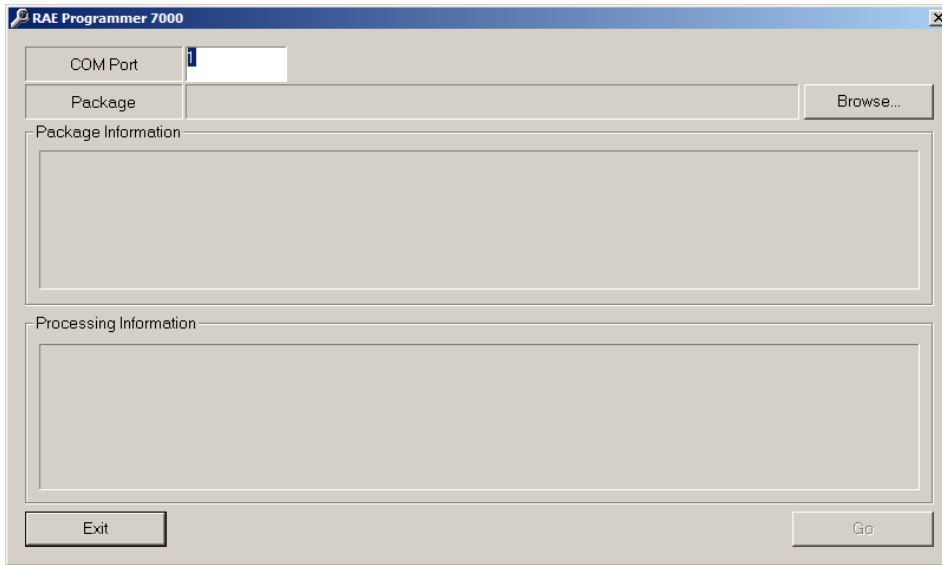 RAE Programmer 7000
COM Port 1
Package Browse...
Package Information
Processing Information
Exit Go